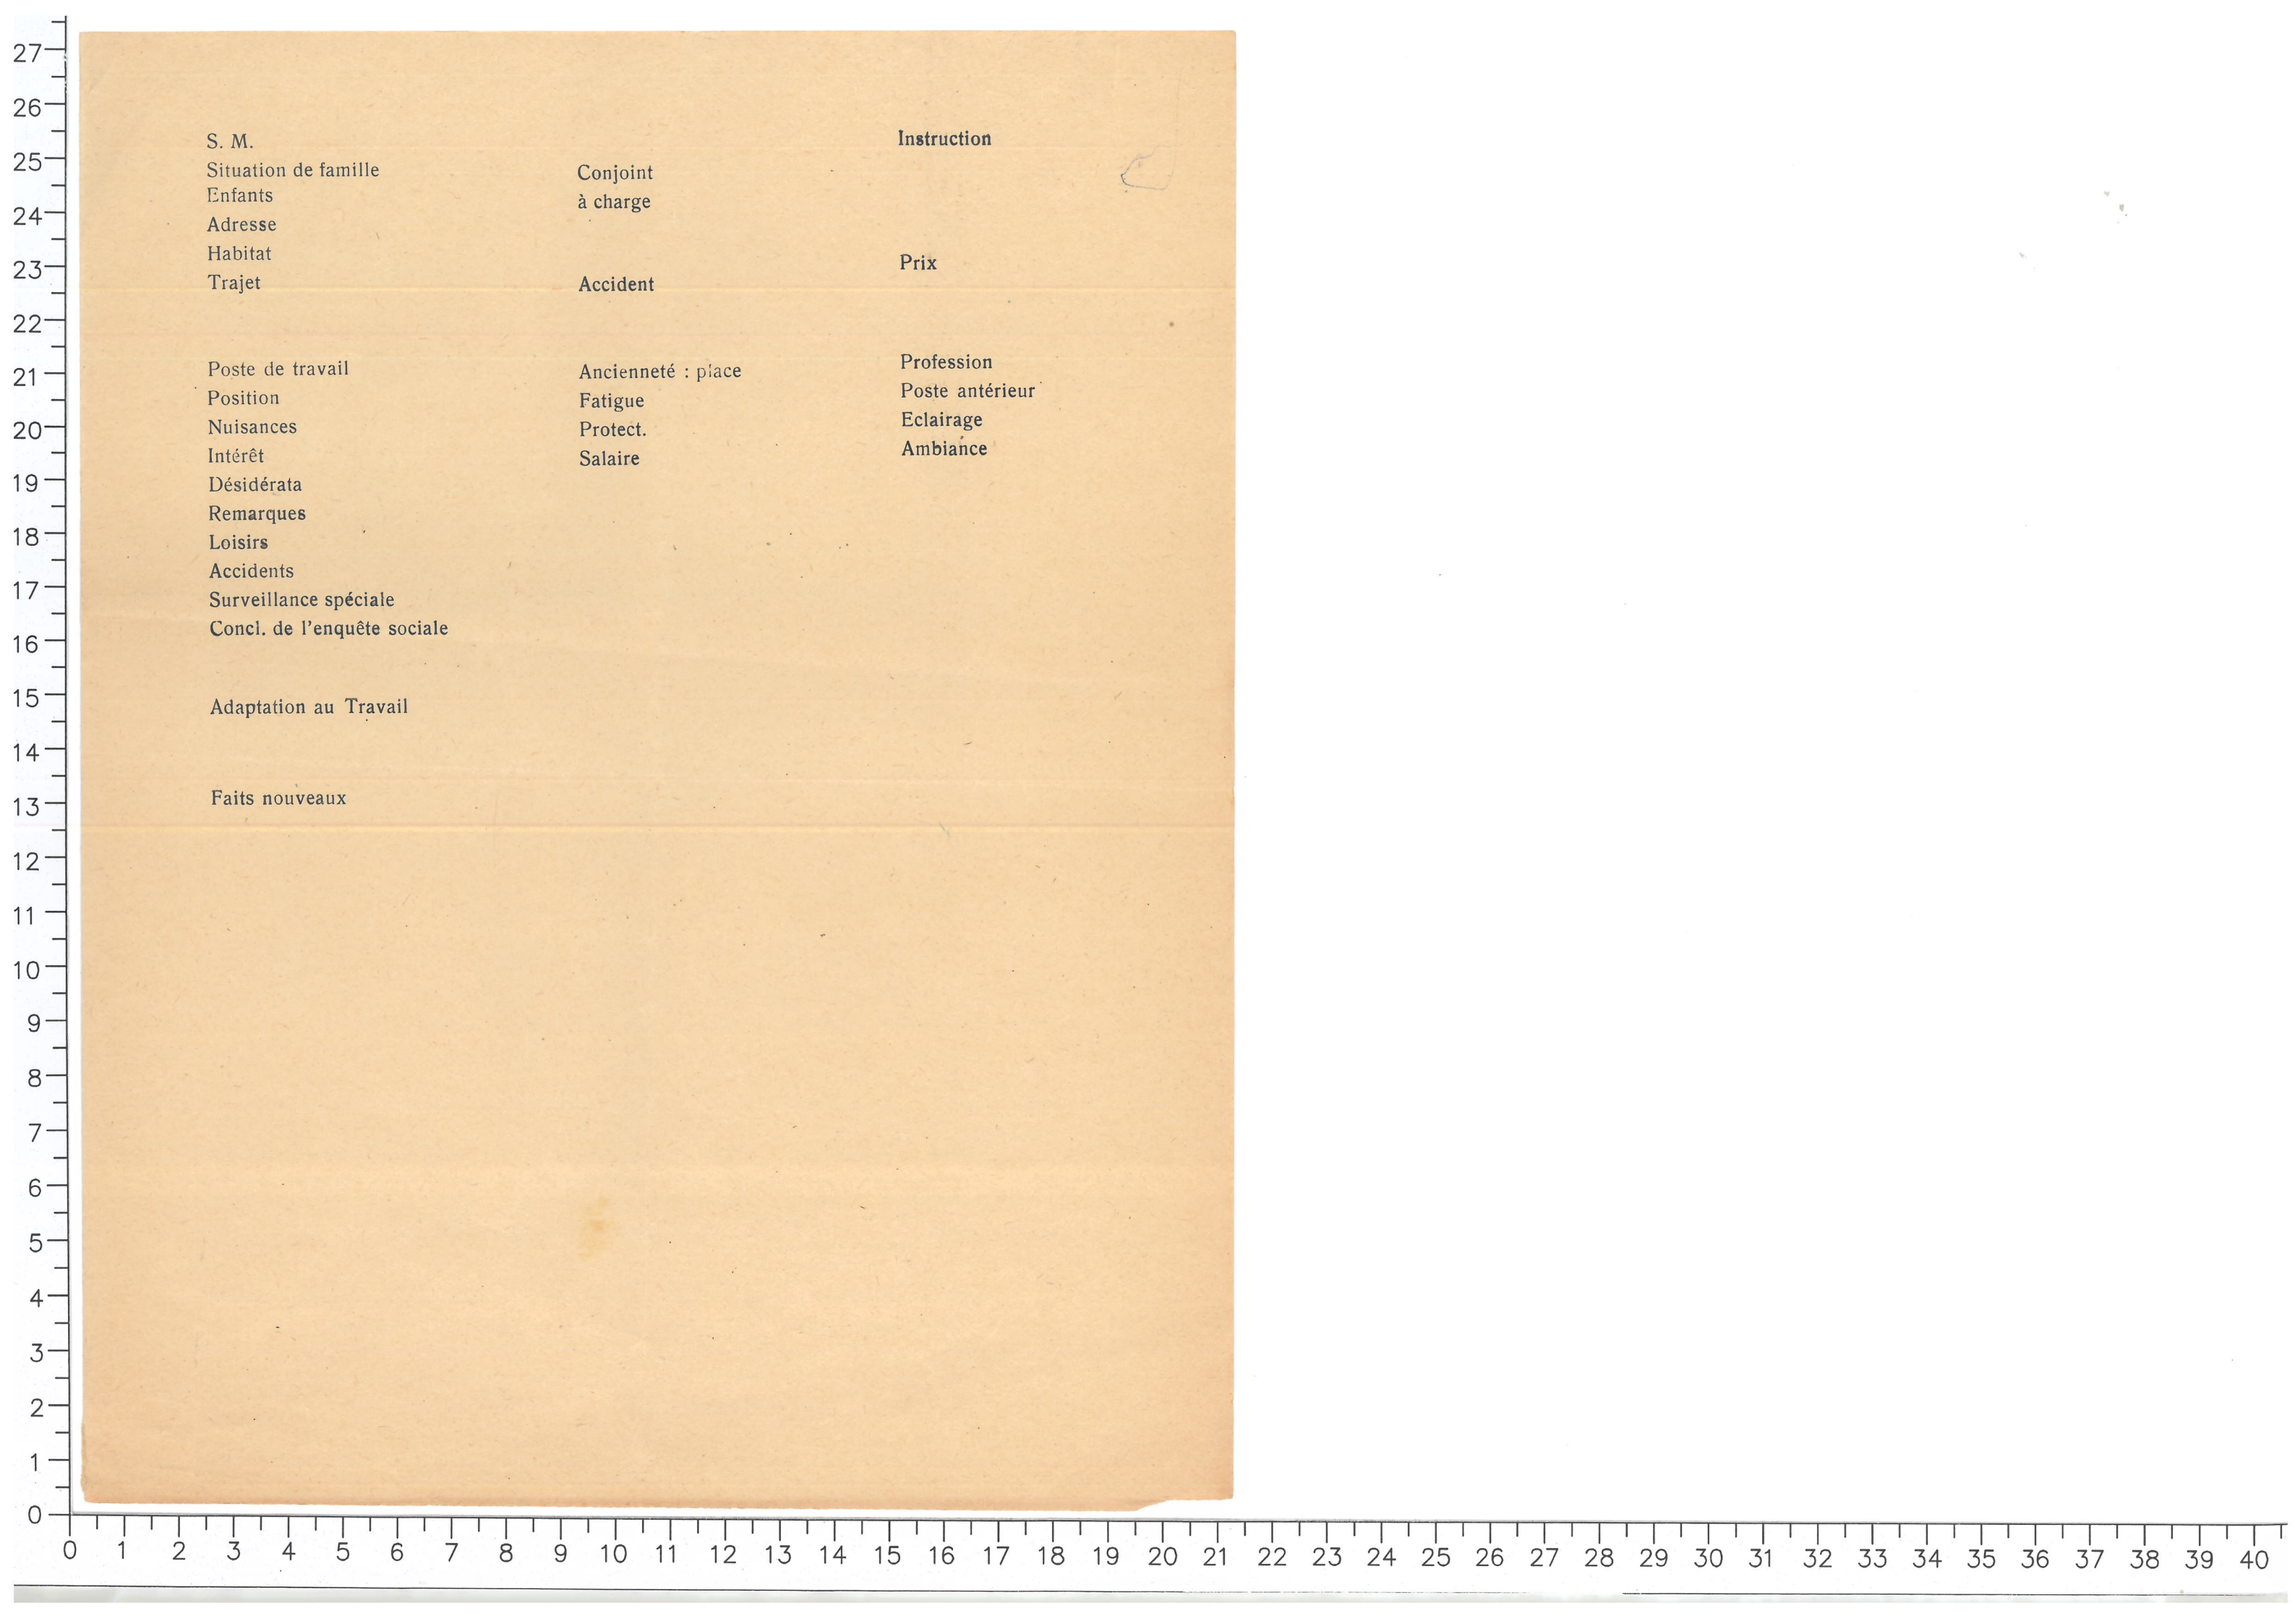 S. M. Instruction
Situation de famille Conjoint
Enfants à charge
Adresse
Habitat Prix
Trajet Accident
Poste de travail Ancienneté : place Profession
Position Fatigue Poste antérieur
Nuisances Protect. Eclairage
Intérêt Salaire Ambiance
Désidérata
Remarques
Loisirs
Accidents
Surveillance spéciale
Concl. de l'enquête sociale
Adaptation au Travail
Faits nouveaux
27
26
25
24
23
22
21
20
19
18
17
16
15
14
13
12
11
10
9
8
7
6
5
4
3
2
1
0
0 1 2 3 4 5 6 7 8 9 10 11 12 13 14 15 16 17 18 19 20 21 22 23 24 25 26 27 28 29 30 31 32 33 34 35 36 37 38 39 40